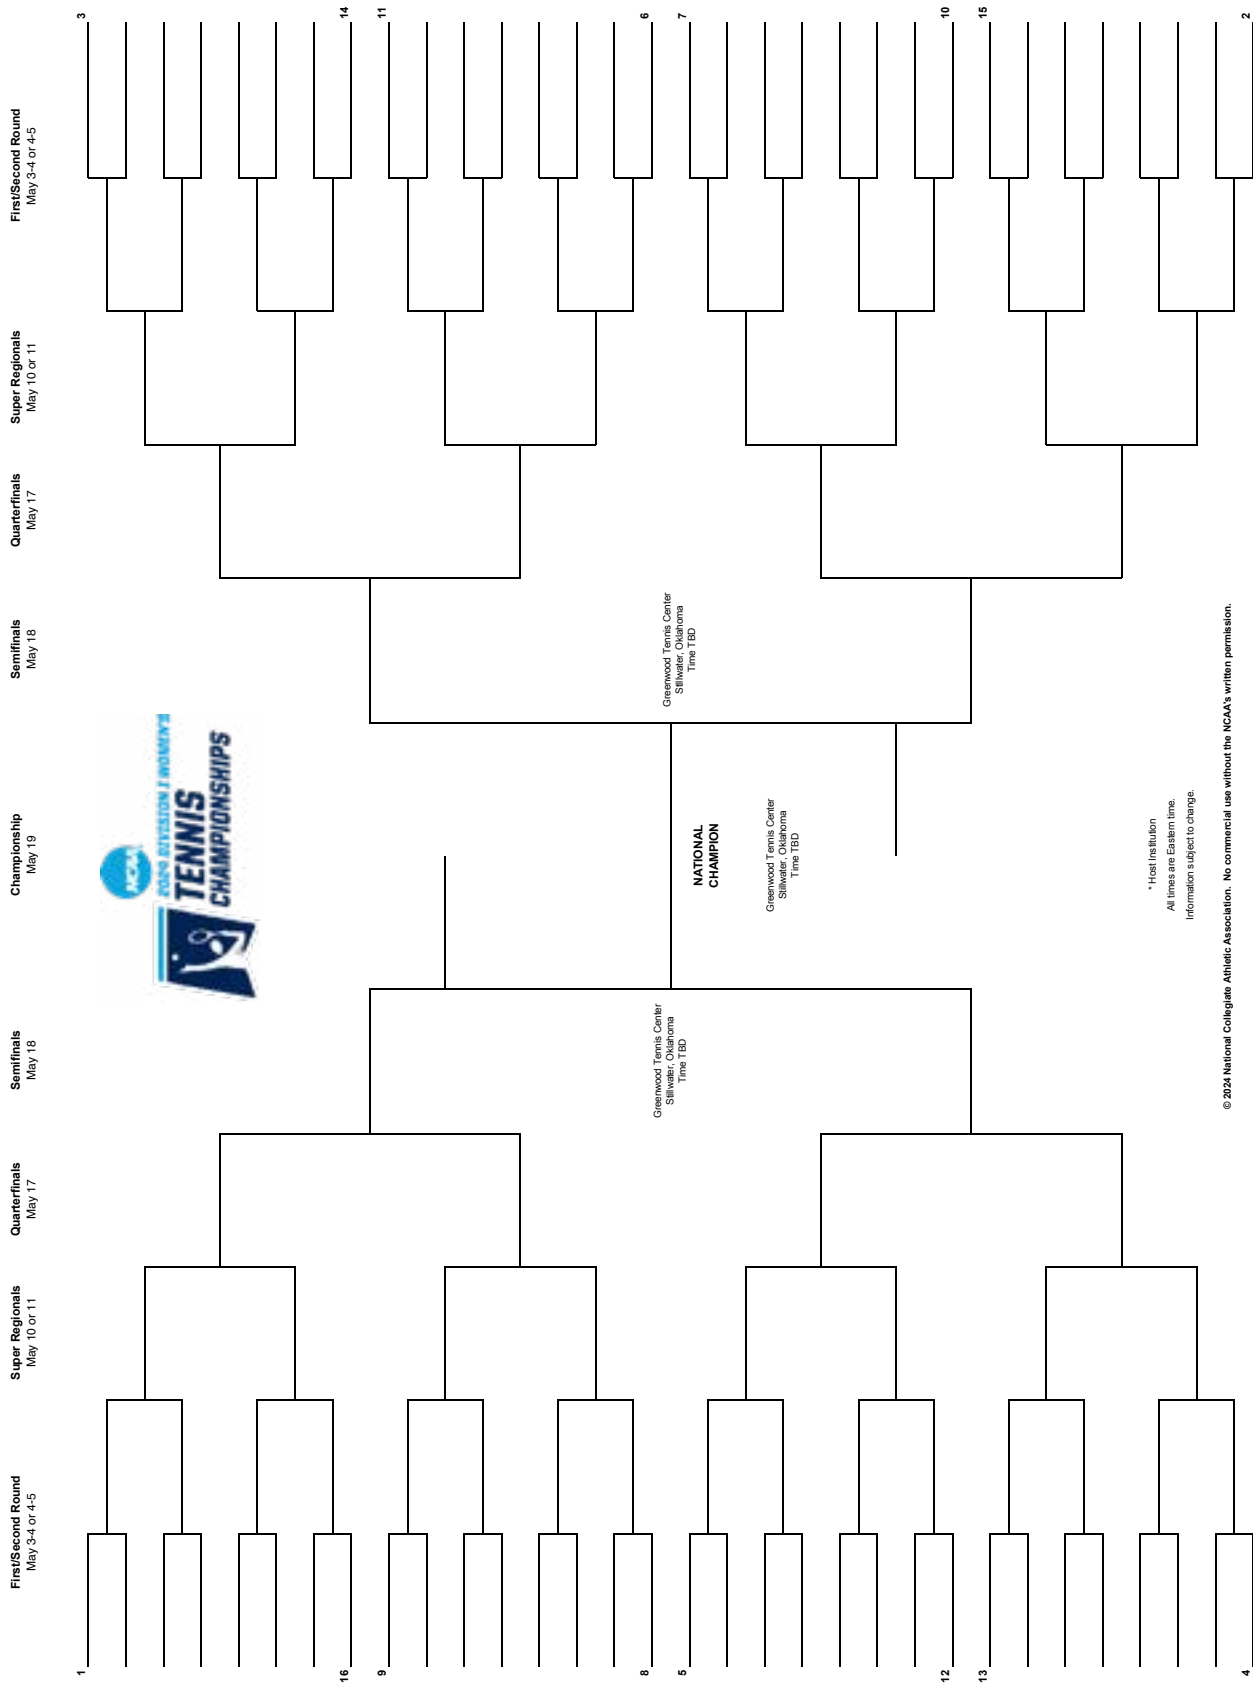 First/Second Round
May 3-4 or 4-5
Super Regionals
May 10 or 11
Quarterfinals
May 17
Semifinals
May 18
Championship
May 19
Semifinals
May 18
Quarterfinals
May 17
Super Regionals
May 10 or 11
First/Second Round
May 3-4 or 4-5
NCAA
2024 DIVISION I WOMEN'S
TENNIS
CHAMPIONSHIPS
1
16
9
8
5
12
13
4
3
14
11
6
7
10
15
2
Greenwood Tennis Center
Stillwater, Oklahoma
Time TBD
Greenwood Tennis Center
Stillwater, Oklahoma
Time TBD
NATIONAL
CHAMPION
Greenwood Tennis Center
Stillwater, Oklahoma
Time TBD
* Host Institution
All times are Eastern time.
Information subject to change.
© 2024 National Collegiate Athletic Association. No commercial use without the NCAA's written permission.